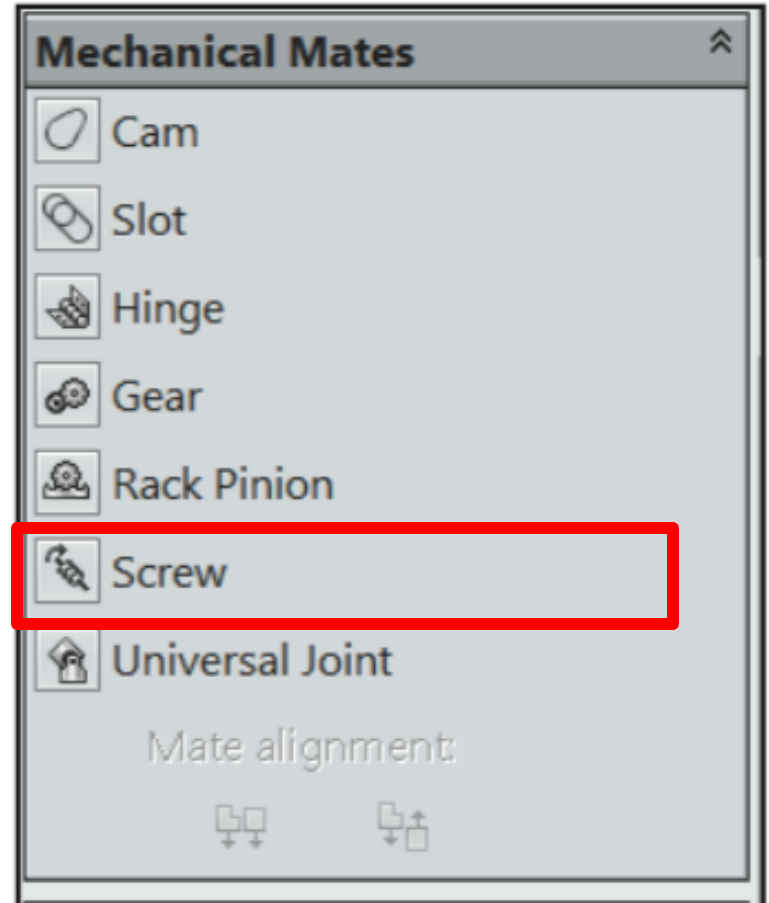 Mechanical Mates
Cam
Slot
Hinge
Gear
Rack Pinion
Screw
Universal Joint
Mate alignment: